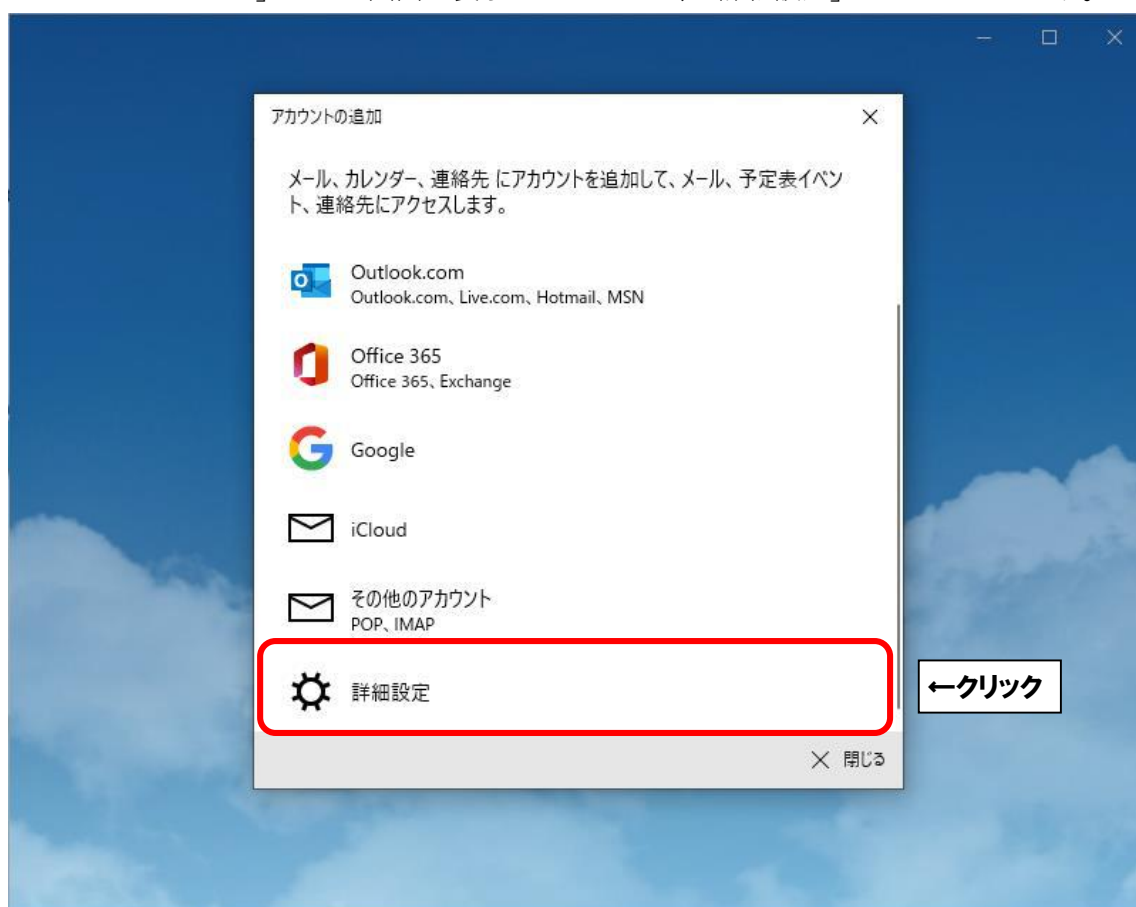 アカウントの追加
メール、カレンダー、連絡先 にアカウントを追加して、メール、予定表イベン
ト、連絡先にアクセスします。
Outlook.com
Outlook.com、Live.com、Hotmail、MSN
Office 365
Office 365、Exchange
Google
iCloud
その他のアカウント
POP、IMAP
詳細設定
←クリック
閉じる